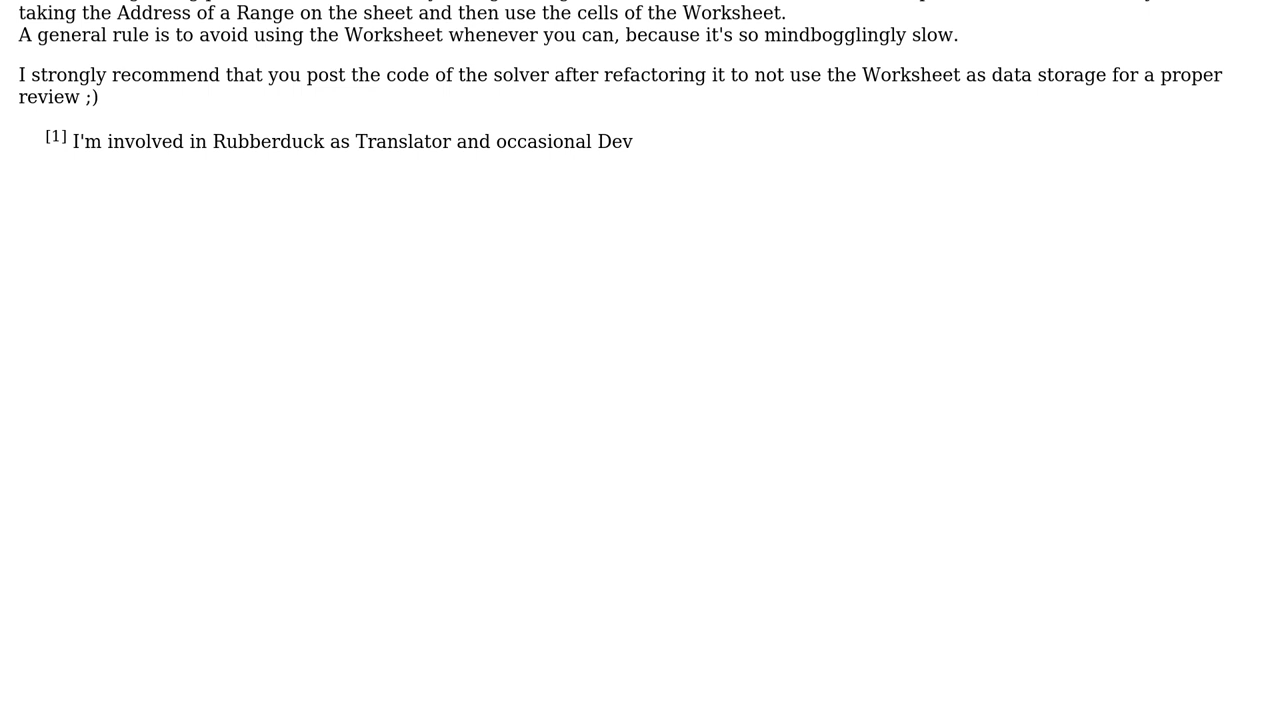 taking the Address of a Range on the sheet and then use the cells of the Worksheet.
A general rule is to avoid using the Worksheet whenever you can, because it's so mindbogglingly slow.
I strongly recommend that you post the code of the solver after refactoring it to not use the Worksheet as data storage for a proper
review ;)
[1] I'm involved in Rubberduck as Translator and occasional Dev